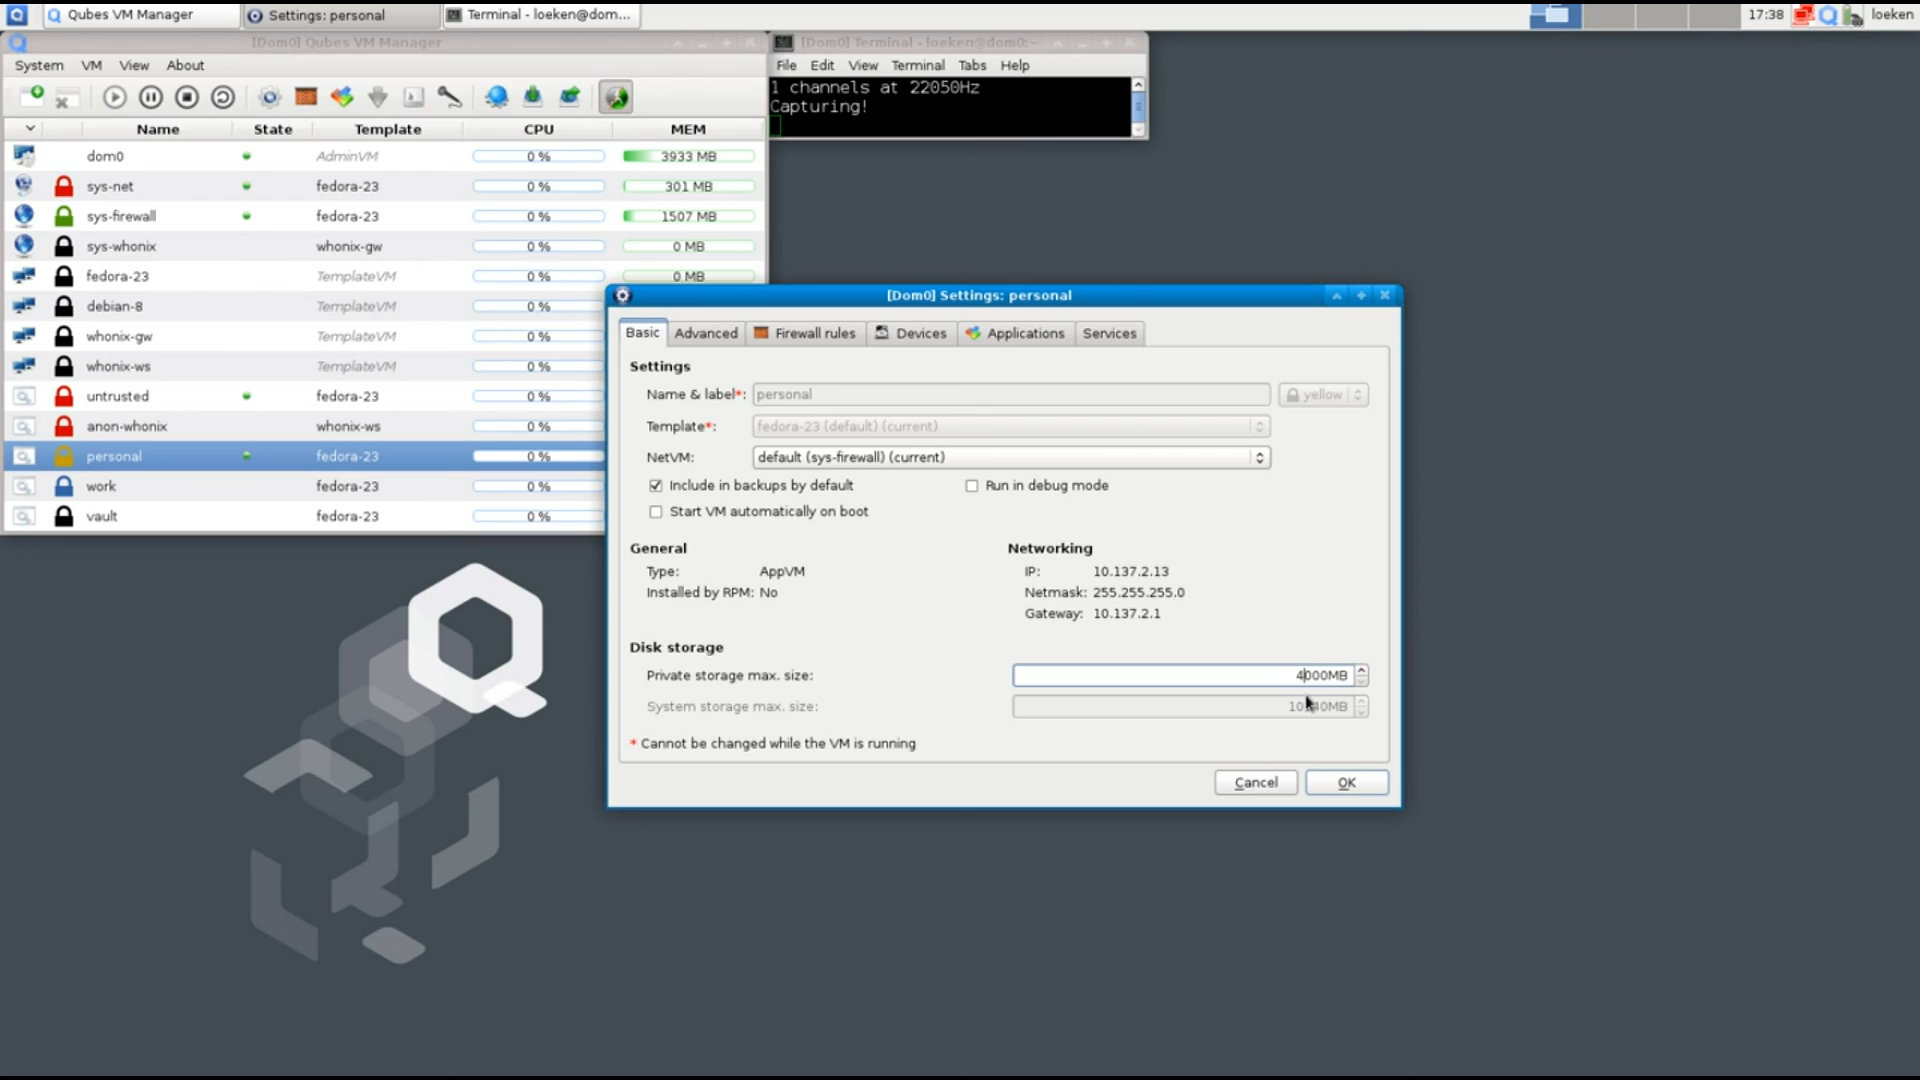 Qubes VM Manager
Settings: personal
Terminal - loeken@dom...
17:38
loeken
[Dom0] Qubes VM Manager
System VM View About
Name State Template CPU MEM
dom0 AdminVM 0 % 3933 MB
sys-net fedora-23 0 % 301 MB
sys-firewall fedora-23 0 % 1507 MB
sys-whonix whonix-gw 0 % 0 MB
fedora-23 TemplateVM 0 % 0 MB
debian-8 TemplateVM 0 %
whonix-gw TemplateVM 0 %
whonix-ws TemplateVM 0 %
untrusted fedora-23 0 %
anon-whonix whonix-ws 0 %
personal fedora-23 0 %
work fedora-23 0 %
vault fedora-23 0 %
[Dom0] Terminal - loeken@dom0:~
File Edit View Terminal Tabs Help
1 channels at 22050Hz
Capturing!
[Dom0] Settings: personal
Basic Advanced Firewall rules Devices Applications Services
Settings
Name & label*: personal yellow
Template*: fedora-23 (default) (current)
NetVM: default (sys-firewall) (current)
Include in backups by default Run in debug mode
Start VM automatically on boot
General Networking
Type: AppVM IP: 10.137.2.13
Installed by RPM: No Netmask: 255.255.255.0
Gateway: 10.137.2.1
Disk storage
Private storage max. size: 4000MB
System storage max. size:
* Cannot be changed while the VM is running
Cancel OK